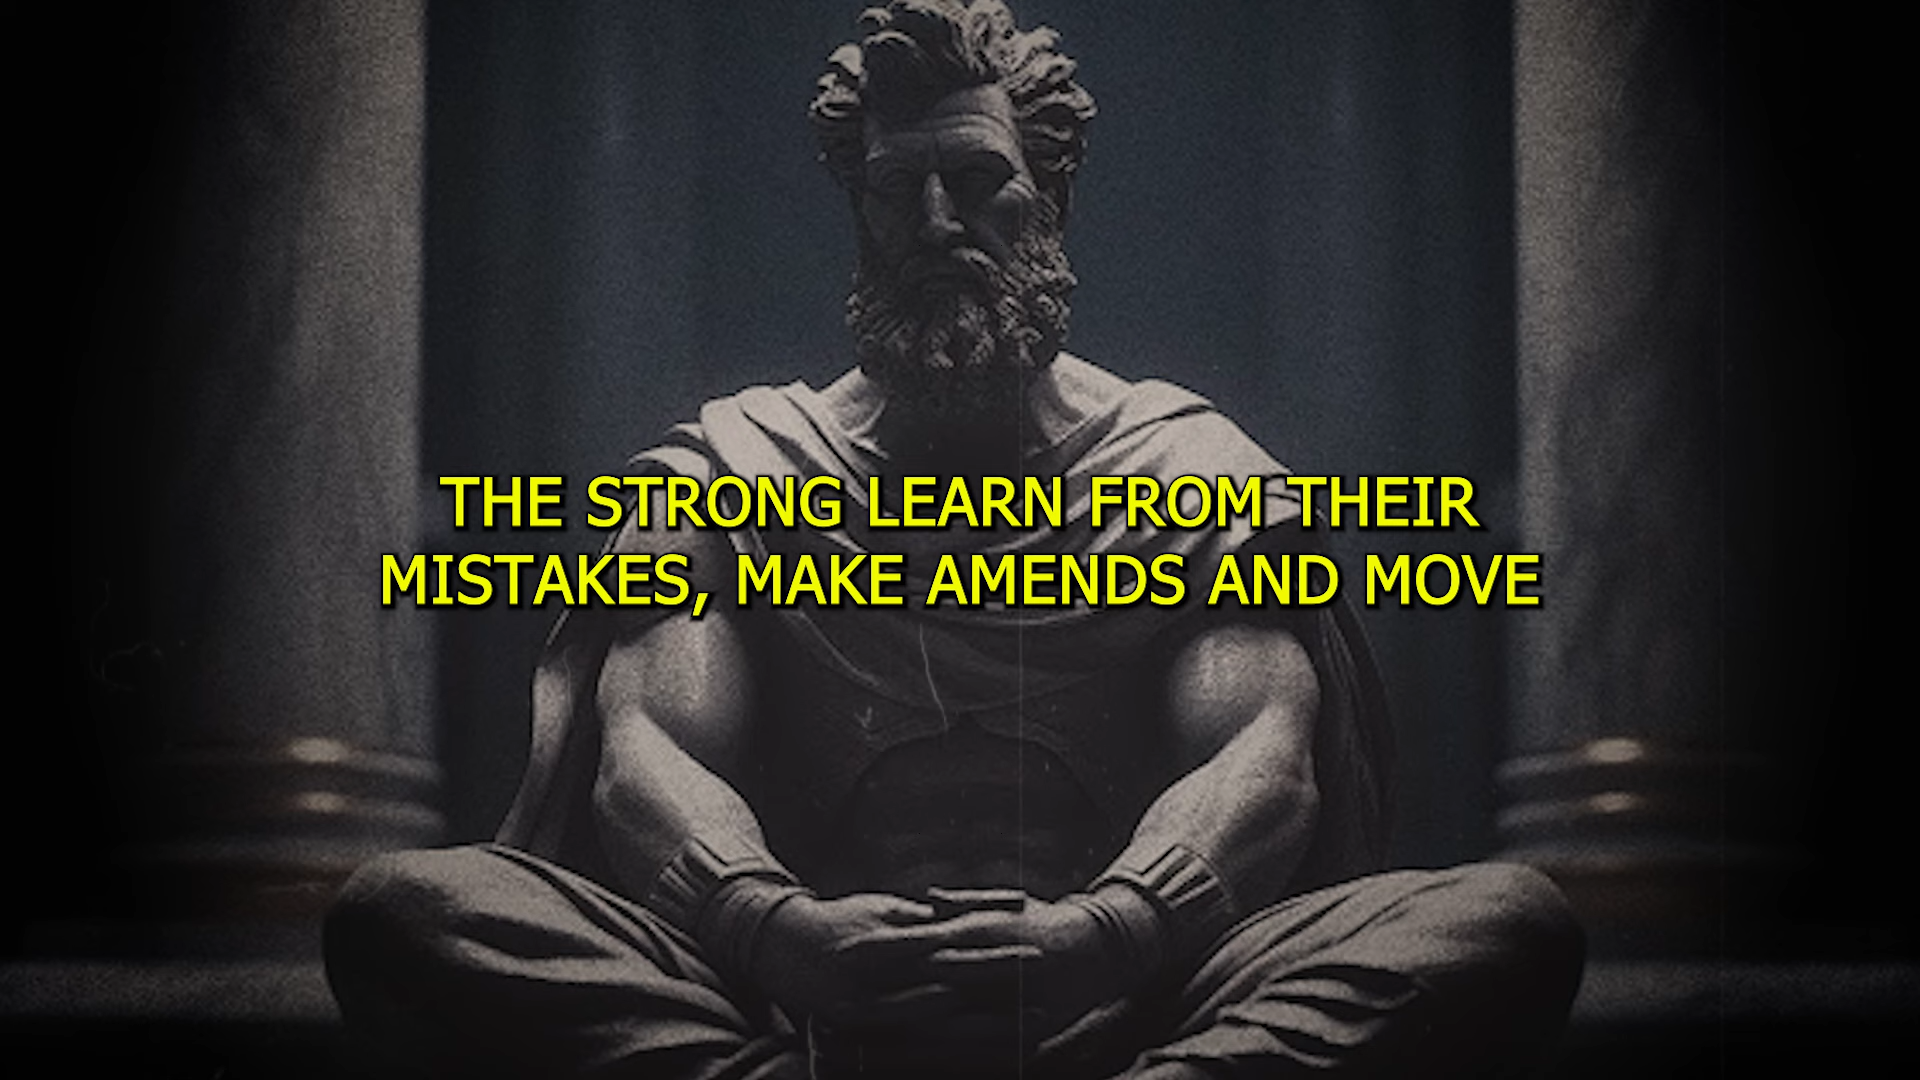 THE STRONG LEARN FROM THEIR
MISTAKES, MAKE AMENDS AND MOVE